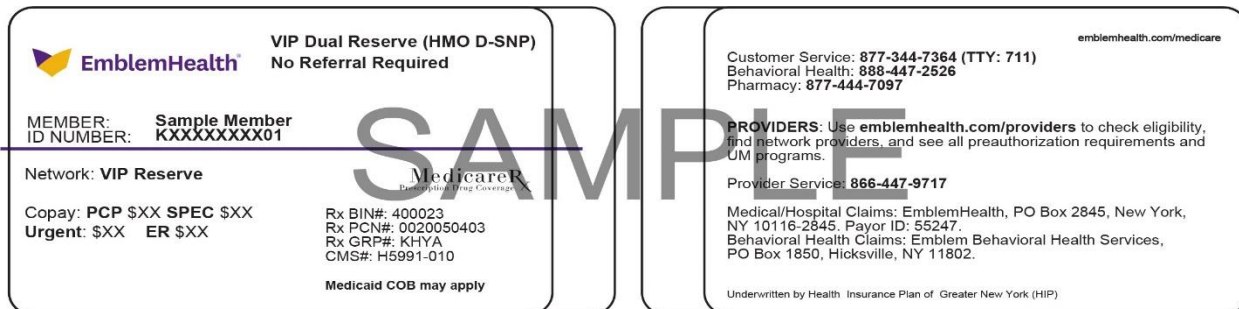 EmblemHealth®
VIP Dual Reserve (HMO D-SNP)
No Referral Required
MEMBER: Sample Member
ID NUMBER: KXXXXXXXX01
Network: VIP Reserve
MedicareRx
Prescription Drug Coverage
Copay: PCP $XX SPEC $XX
Urgent: $XX ER $XX
Rx BIN#: 400023
Rx PCN#: 0020050403
Rx GRP#: KHYA
CMS#: H5991-010
Medicaid COB may apply
SAMPLE
emblemhealth.com/medicare
Customer Service: 877-344-7364 (TTY: 711)
Behavioral Health: 888-447-2526
Pharmacy: 877-444-7097
PROVIDERS: Use emblemhealth.com/providers to check eligibility,
find network providers, and see all preauthorization requirements and
UM programs.
Provider Service: 866-447-9717
Medical/Hospital Claims: EmblemHealth, PO Box 2845, New York,
NY 10116-2845. Payor ID: 55247.
Behavioral Health Claims: Emblem Behavioral Health Services,
PO Box 1850, Hicksville, NY 11802.
Underwritten by Health Insurance Plan of Greater New York (HIP)